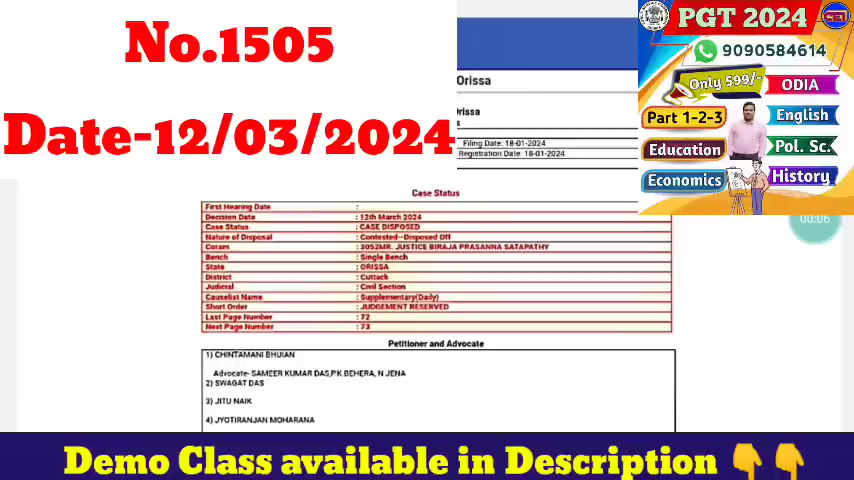 No.1505
Date-12/03/2024
Orissa
rissa
s
Filing Date: 18-01-2024
Registration Date: 18-01-2024
PGT 2024
9090584614
Only 599/-
ODIA
Part 1-2-3
English
Education
Pol. Sc.
Economics
History
00:06
Case Status
First Hearing Date :
Decision Date : 12th March 2024
Case Status : CASE DISPOSED
Nature of Disposal : Contested--Disposed Off
Coram : 3052MR. JUSTICE BIRAJA PRASANNA SATAPATHY
Bench : Single Bench
State : ORISSA
District : Cuttack
Judicial : Civil Section
Causelist Name : Supplementary(Daily)
Short Order : JUDGEMENT RESERVED
Last Page Number : 72
Next Page Number : 73
Petitioner and Advocate
1) CHINTAMANI BHUIAN
Advocate- SAMEER KUMAR DAS,P.K.BEHERA, N JENA
2) SWAGAT DAS
3) JITU NAIK
4) JYOTIRANJAN MOHARANA
Demo Class available in Description